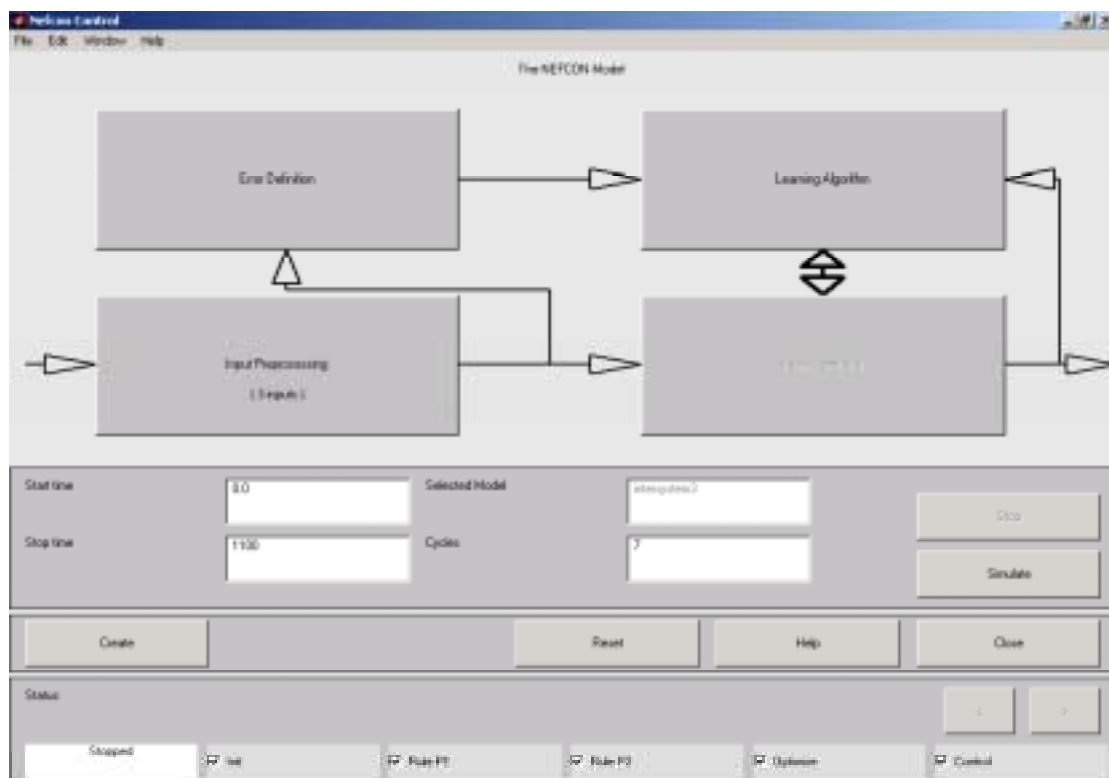 Nefcon Control
File Edit Window Help
The NEFCON-Model
Error Definition
Learning Algorithm
Input Preprocessing
( 3 inputs )
Start time
0.0
Selected Model
Stop
Stop time
1100
Cycles
7
Simulate
Create
Reset
Help
Close
Status
<
>
Stopped
Init
Rule P1
Rule P2
Optimize
Control